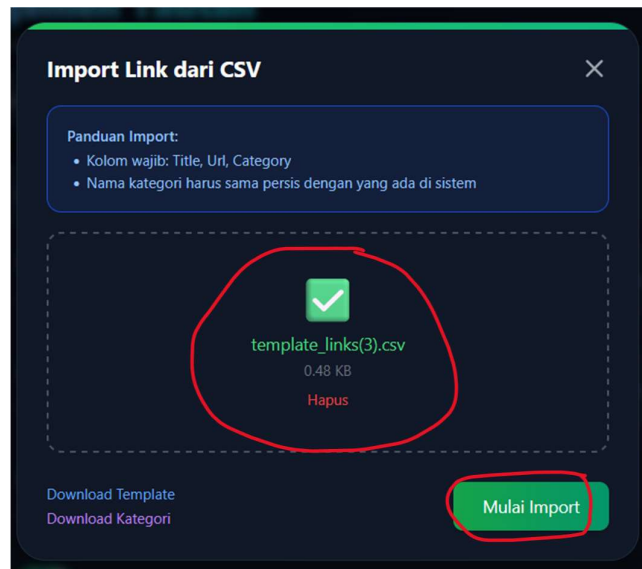 Import Link dari CSV
Panduan Import:
Kolom wajib: Title, Url, Category
Nama kategori harus sama persis dengan yang ada di sistem
template_links(3).csv
0.48 KB
Hapus
Download Template
Mulai Import
Download Kategori